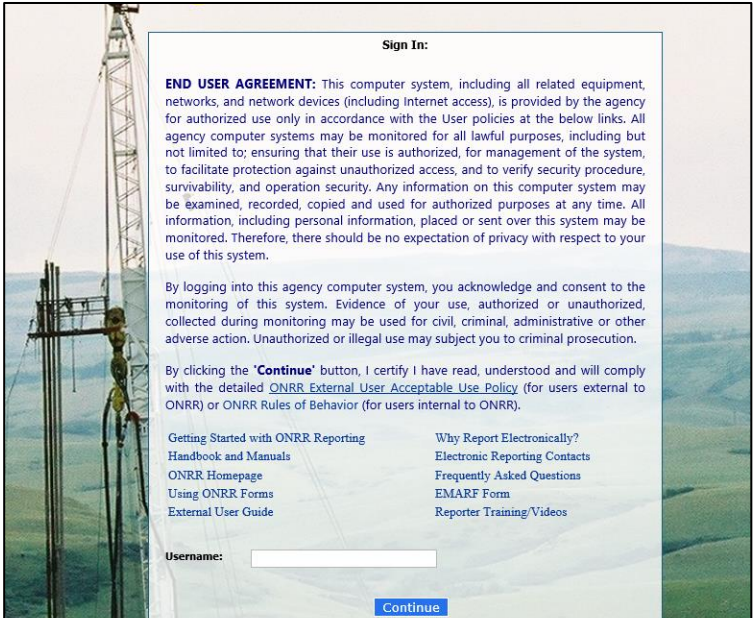 Sign In:
END USER AGREEMENT: This computer system, including all related equipment,
networks, and network devices (including Internet access), is provided by the agency
for authorized use only in accordance with the User policies at the below links. All
agency computer systems may be monitored for all lawful purposes, including but
not limited to; ensuring that their use is authorized, for management of the system,
to facilitate protection against unauthorized access, and to verify security procedure,
survivability, and operation security. Any information on this computer system may
be examined, recorded, copied and used for authorized purposes at any time. All
information, including personal information, placed or sent over this system may be
monitored. Therefore, there should be no expectation of privacy with respect to your
use of this system.
By logging into this agency computer system, you acknowledge and consent to the
monitoring of this system. Evidence of your use, authorized or unauthorized,
collected during monitoring may be used for civil, criminal, administrative or other
adverse action. Unauthorized or illegal use may subject you to criminal prosecution.
By clicking the 'Continue' button, I certify I have read, understood and will comply
with the detailed ONRR External User Acceptable Use Policy (for users external to
ONRR) or ONRR Rules of Behavior (for users internal to ONRR).
Getting Started with ONRR Reporting
Handbook and Manuals
ONRR Homepage
Using ONRR Forms
External User Guide
Why Report Electronically?
Electronic Reporting Contacts
Frequently Asked Questions
EMARF Form
Reporter Training/Videos
Username:
Continue